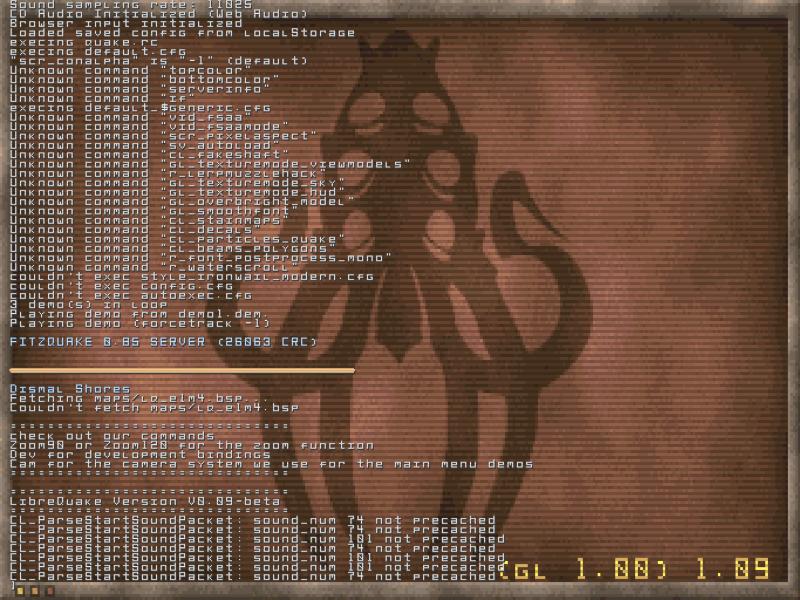 Sound sampling rate: 11025
CD Audio Initialized (Web Audio)
Browser input initialized
Loaded saved config from LocalStorage
execing quake.rc
execing default.cfg
"scr_conalpha" is "-1" (default)
Unknown command "topcolor"
Unknown command "bottomcolor"
Unknown command "serverinfo"
Unknown command "if"
execing default_$Generic.cfg
Unknown command "vid_fsaa"
Unknown command "vid_fsaamode"
Unknown command "scr_pixelaspect"
Unknown command "sv_autoload"
Unknown command "cl_fakeshaft"
Unknown command "gl_texturemode_viewmodels"
Unknown command "r_lerpmuzzlehack"
Unknown command "gl_texturemode_sky"
Unknown command "gl_texturemode_hud"
Unknown command "gl_overbright_model"
Unknown command "gl_smoothfont"
Unknown command "cl_stainmaps"
Unknown command "cl_decals"
Unknown command "cl_particles_quake"
Unknown command "cl_beams_polygons"
Unknown command "r_font_postprocess_mono"
Unknown command "r_waterscroll"
couldn't exec style_ironwail_modern.cfg
couldn't exec config.cfg
couldn't exec autoexec.cfg
3 demo(s) in loop
Playing demo from demo1.dem.
Playing demo (forcetrack -1)
FITZQUAKE 0.85 SERVER (26063 CRC)
Dismal Shores
Fetching maps/lq_e1m4.bsp...
Couldn't fetch maps/lq_e1m4.bsp
==============================
check out our commands
Zoom90 or Zoom120 for the zoom function
Dev for development bindings
Cam for the camera system we use for the main menu demos
==============================
==============================
LibreQuake Version V0.09-beta
==============================
CL_ParseStartSoundPacket: sound_num 74 not precached
CL_ParseStartSoundPacket: sound_num 74 not precached
CL_ParseStartSoundPacket: sound_num 101 not precached
CL_ParseStartSoundPacket: sound_num 74 not precached
CL_ParseStartSoundPacket: sound_num 101 not precached
CL_ParseStartSoundPacket: sound_num 101 not precached
CL_ParseStartSoundPacket: sound_num 74 not precached
(GL 1.00) 1.09
]